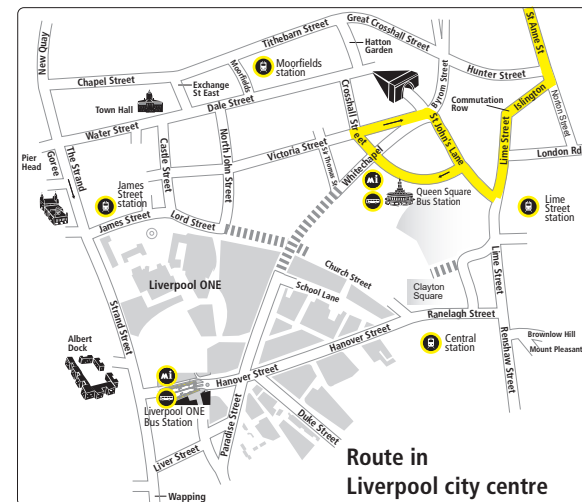 New Quay
Chapel Street
Tithebarn Street
Great Crosshall Street
Hatton
Garden
St Anne St
Moorfields
Moorfields
station
Exchange
St East
Hunter Street
Byrom Street
Commutation
Row
Islington
Norton Street
Town Hall
Dale Street
Crosshall Street
Water Street
St John's Lane
Lime Street
London Rd
Pier
Head
Goree
The Strand
Castle Street
North John Street
Victoria Street
Sir Thomas St
Whitechapel
James
Street
station
Mi
Queen Square
Bus Station
Lime
Street
station
James Street
Lord Street
Liverpool ONE
Church Street
School Lane
Clayton
Square
Lime Street
Strand Street
Ranelagh Street
Albert
Dock
Hanover Street
Central
station
Renshaw Street
Brownlow Hill
Mount Pleasant
Mi
Hanover Street
Liverpool ONE
Bus Station
Paradise Street
Duke Street
Liver Street
Wapping
Route in
Liverpool city centre